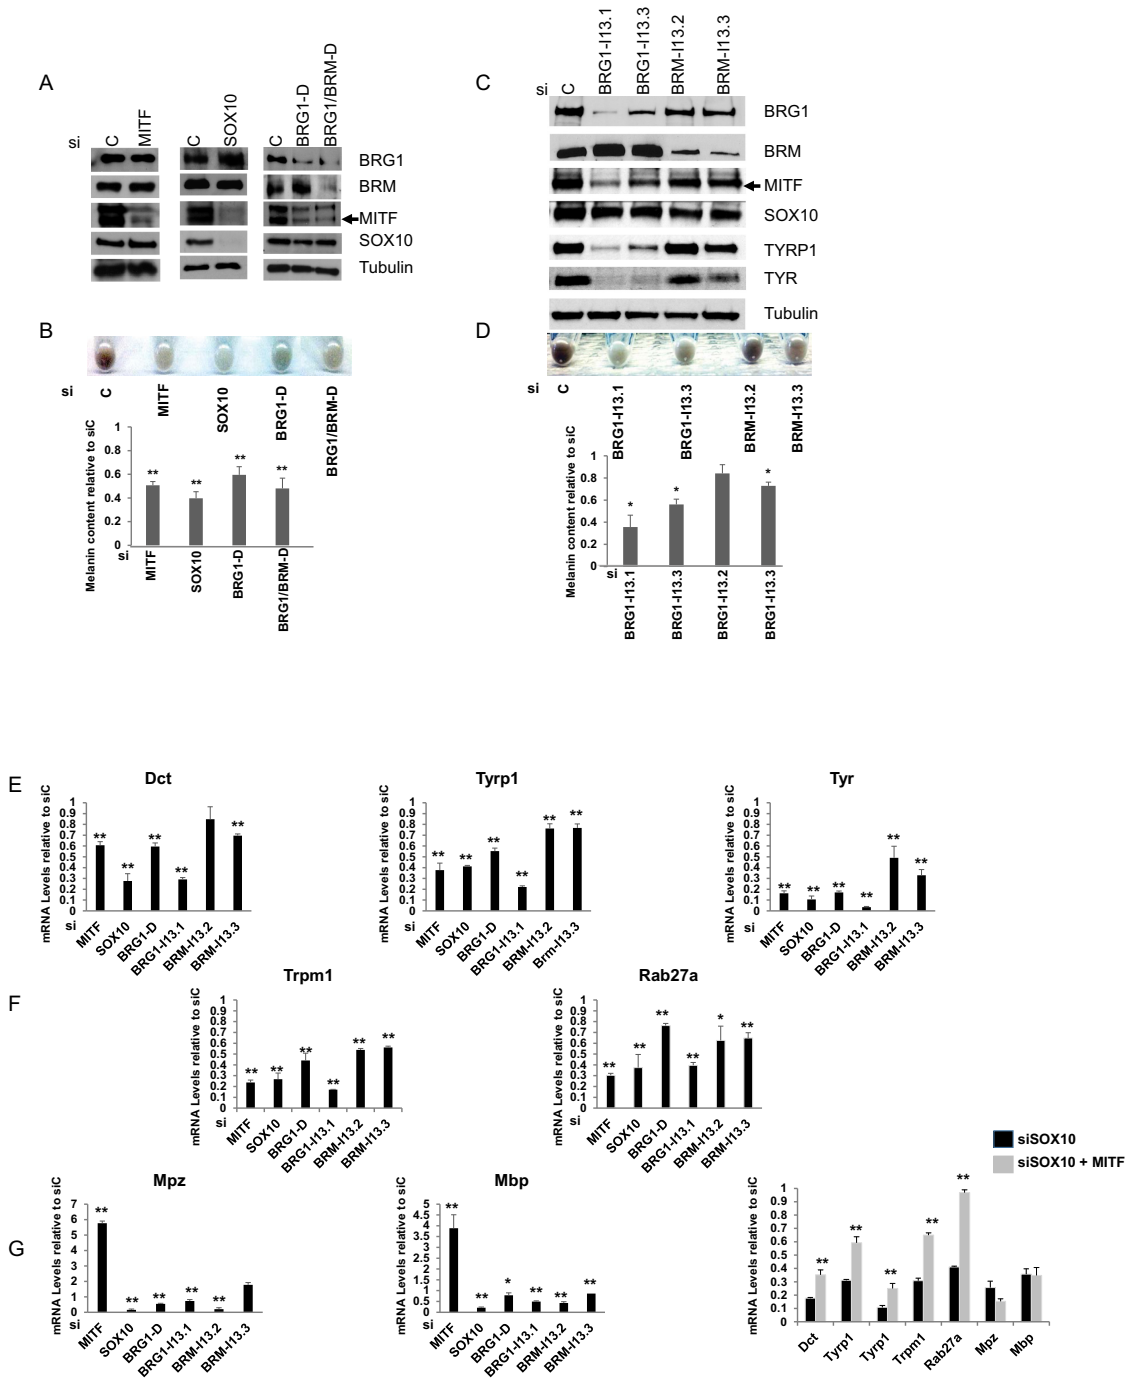 A
si
C
MITF
C
SOX10
C
BRG1-D
BRG1/BRM-D
BRG1
BRM
MITF
SOX10
Tubulin
C
si
C
BRG1-I13.1
BRG1-I13.3
BRM-I13.2
BRM-I13.3
BRG1
BRM
MITF
SOX10
TYRP1
TYR
Tubulin
B
si
C
MITF
SOX10
BRG1-D
BRG1/BRM-D
Melanin content relative to siC
1
0.8
0.6
0.4
0.2
0
** ** ** **
si
MITF
SOX10
BRG1-D
BRG1/BRM-D
D
si
C
BRG1-I13.1
BRG1-I13.3
BRM-I13.2
BRM-I13.3
Melanin content relative to siC
1
0.8
0.6
0.4
0.2
0
* * *
si
BRG1-I13.1
BRG1-I13.3
BRG1-I13.2
BRG1-I13.3
E
Dct
mRNA Levels relative to siC
1
0.9
0.8
0.7
0.6
0.5
0.4
0.3
0.2
0.1
0
** ** ** ** **
si
MITF
SOX10
BRG1-D
BRG1-I13.1
BRM-I13.2
BRM-I13.3
Tyrp1
mRNA Levels relative to siC
1
0.9
0.8
0.7
0.6
0.5
0.4
0.3
0.2
0.1
0
** ** ** ** ** **
si
MITF
SOX10
BRG1-D
BRG1-I13.1
BRM-I13.2
Brm-I13.3
Tyr
mRNA Levels relative to siC
1
0.9
0.8
0.7
0.6
0.5
0.4
0.3
0.2
0.1
0
** ** ** ** ** **
si
MITF
SOX10
BRG1-D
BRG1-I13.1
BRM-I13.2
BRM-I13.3
F
Trpm1
mRNA Levels relative to siC
1
0.9
0.8
0.7
0.6
0.5
0.4
0.3
0.2
0.1
0
** ** ** ** ** **
si
MITF
SOX10
BRG1-D
BRG1-I13.1
BRM-I13.2
BRM-I13.3
Rab27a
mRNA Levels relative to siC
1
0.9
0.8
0.7
0.6
0.5
0.4
0.3
0.2
0.1
0
** ** ** ** * **
si
MITF
SOX10
BRG1-D
BRG1-I13.1
BRM-I13.2
BRM-I13.3
G
Mpz
mRNA Levels relative to siC
7
6
5
4
3
2
1
0
** ** ** ** **
si
MITF
SOX10
BRG1-D
BRG1-I13.1
BRM-I13.2
BRM-I13.3
Mbp
mRNA Levels relative to siC
5
4.5
4
3.5
3
2.5
2
1.5
1
0.5
0
** ** * ** ** **
si
MITF
SOX10
BRG1-D
BRG1-I13.1
BRM-I13.2
BRM-I13.3
siSOX10
siSOX10 + MITF
mRNA Levels relative to siC
1
0.9
0.8
0.7
0.6
0.5
0.4
0.3
0.2
0.1
0
** ** ** ** **
Dct
Tyrp1
Tyrp1
Trpm1
Rab27a
Mpz
Mbp